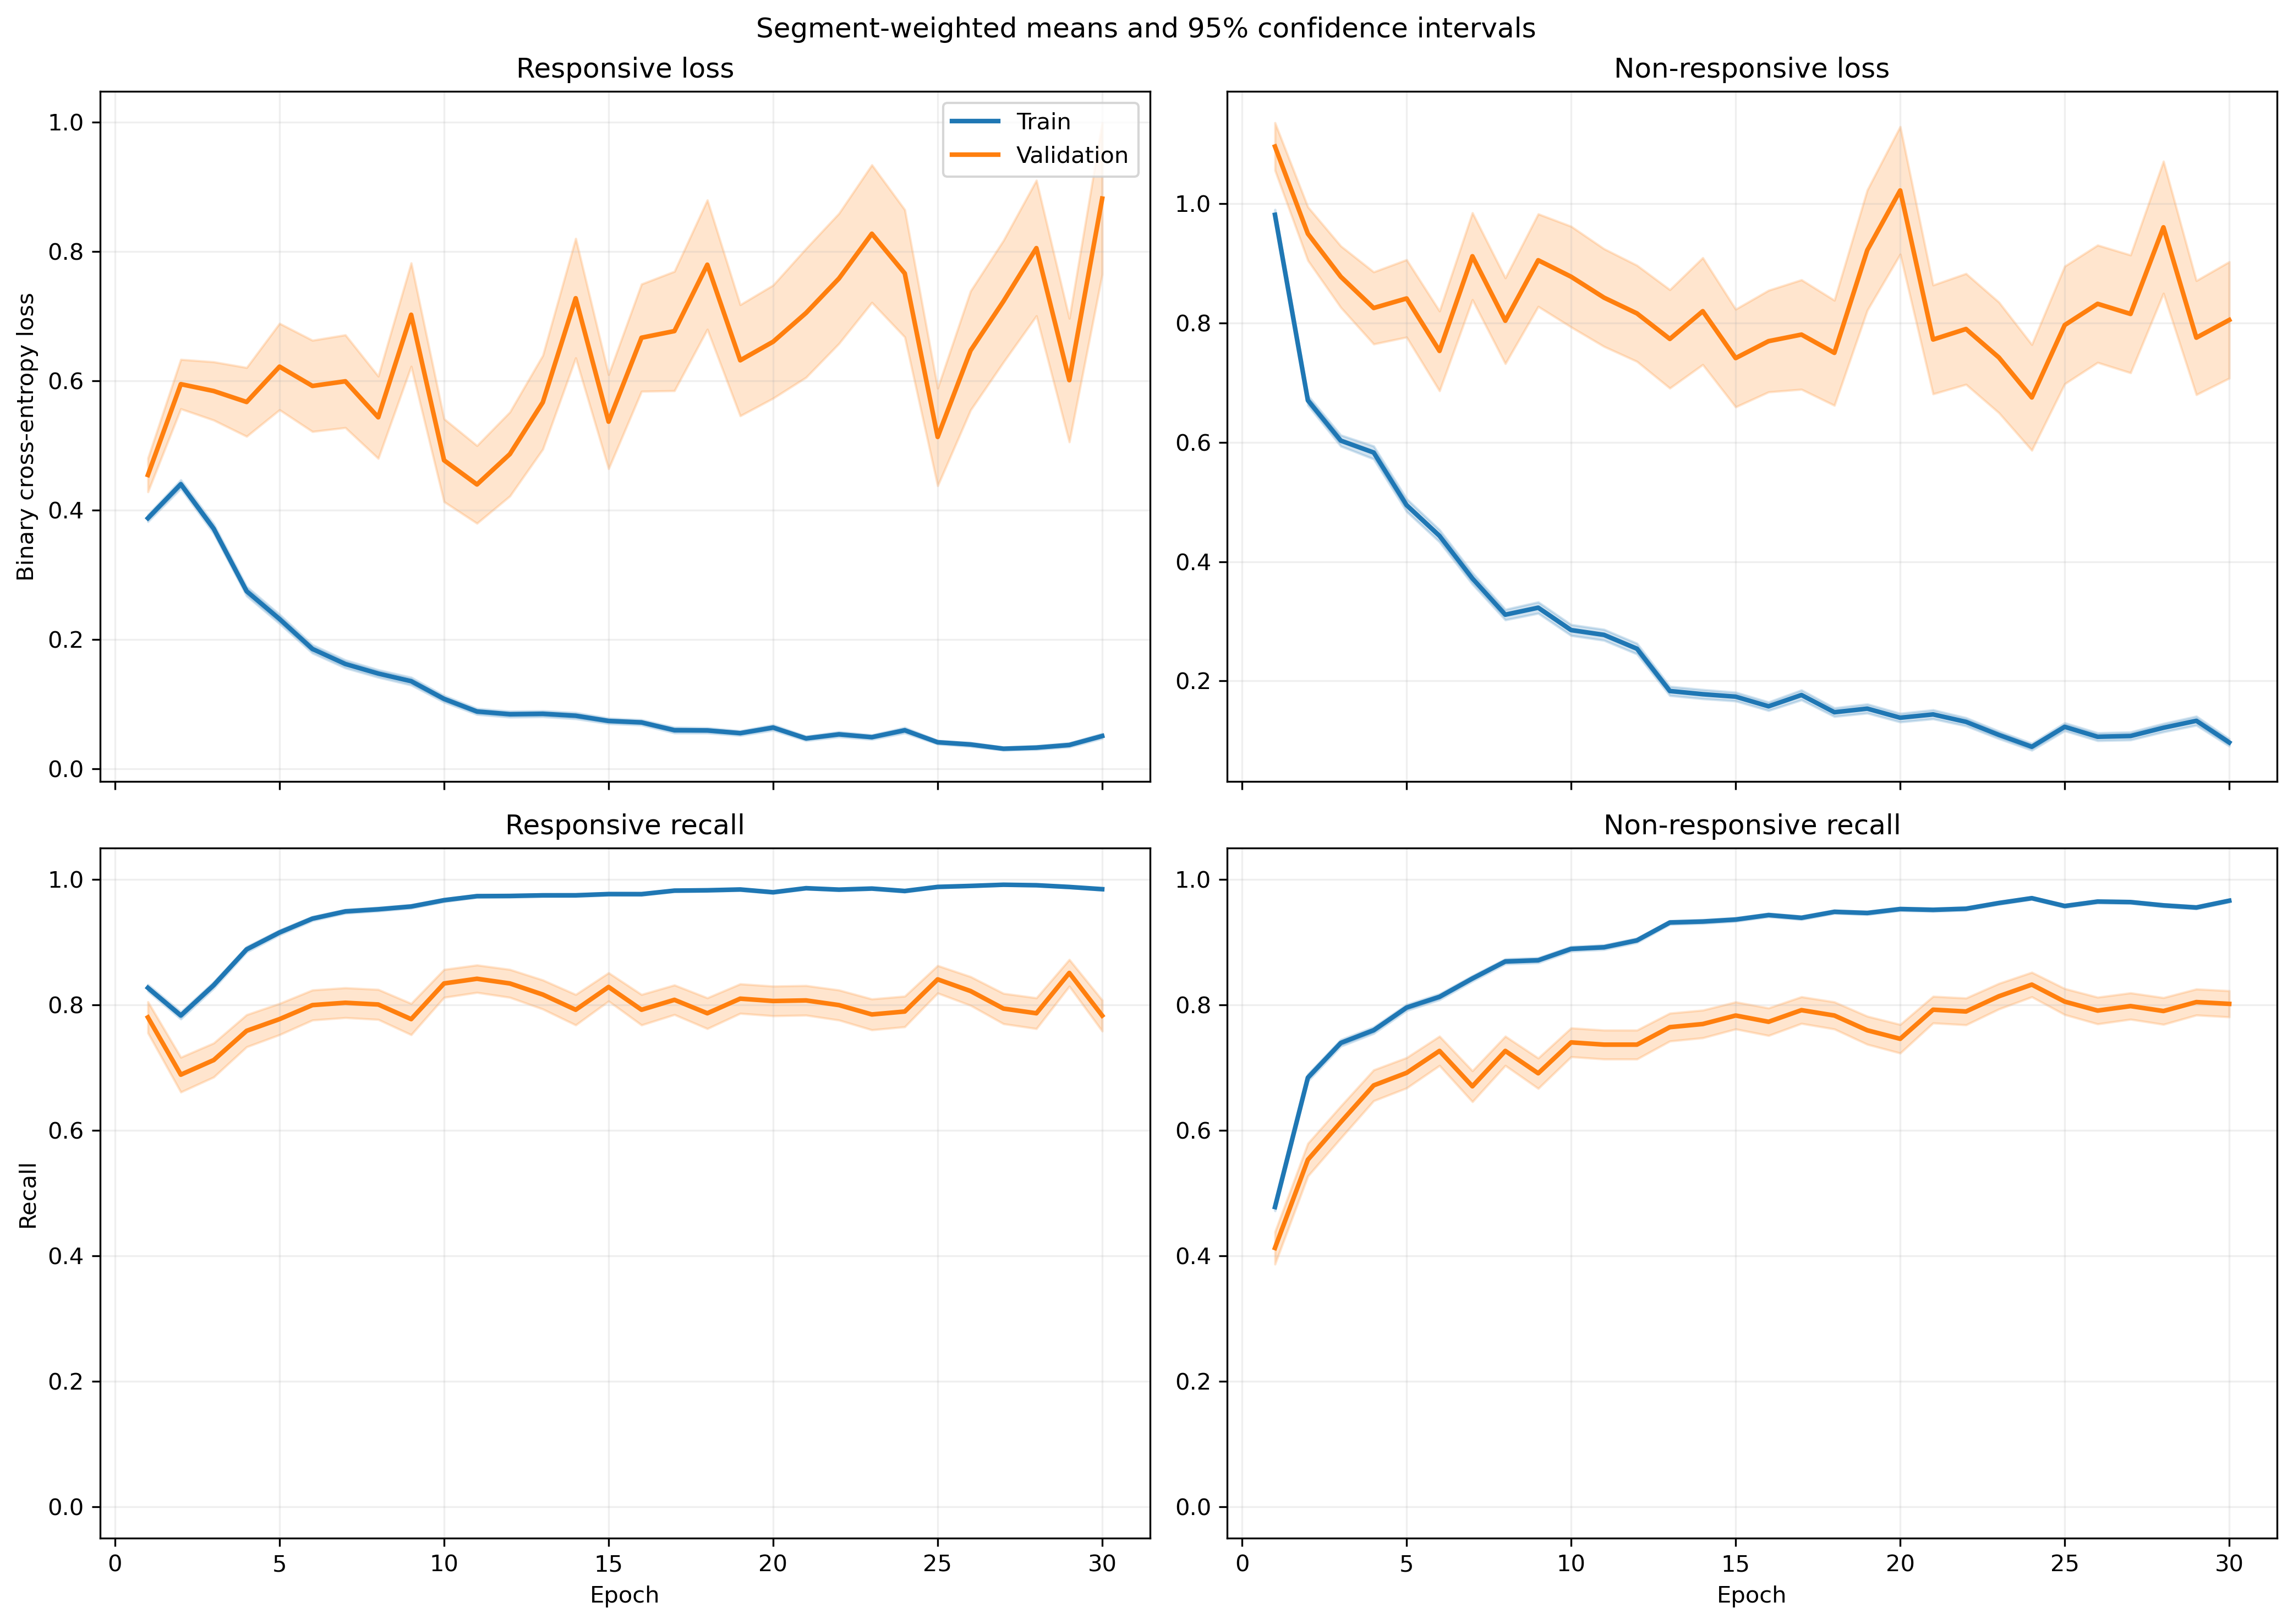 Segment-weighted means and 95% confidence intervals
Responsive loss
Non-responsive loss
Binary cross-entropy loss
1.0
0.8
0.6
0.4
0.2
0.0
Train
Validation
1.0
0.8
0.6
0.4
0.2
Responsive recall
Non-responsive recall
Recall
1.0
0.8
0.6
0.4
0.2
0.0
0 5 10 15 20 25 30
Epoch
1.0
0.8
0.6
0.4
0.2
0.0
0 5 10 15 20 25 30
Epoch